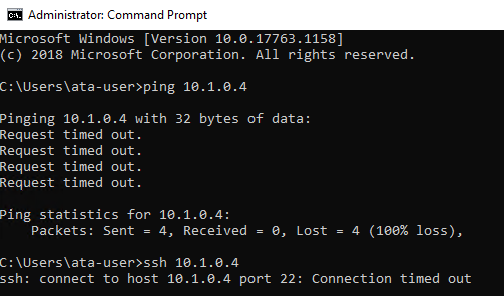 Administrator: Command Prompt
Microsoft Windows [Version 10.0.17763.1158]
(c) 2018 Microsoft Corporation. All rights reserved.
C:\Users\ata-user>ping 10.1.0.4
Pinging 10.1.0.4 with 32 bytes of data:
Request timed out.
Request timed out.
Request timed out.
Request timed out.
Ping statistics for 10.1.0.4:
    Packets: Sent = 4, Received = 0, Lost = 4 (100% loss),
C:\Users\ata-user>ssh 10.1.0.4
ssh: connect to host 10.1.0.4 port 22: Connection timed out